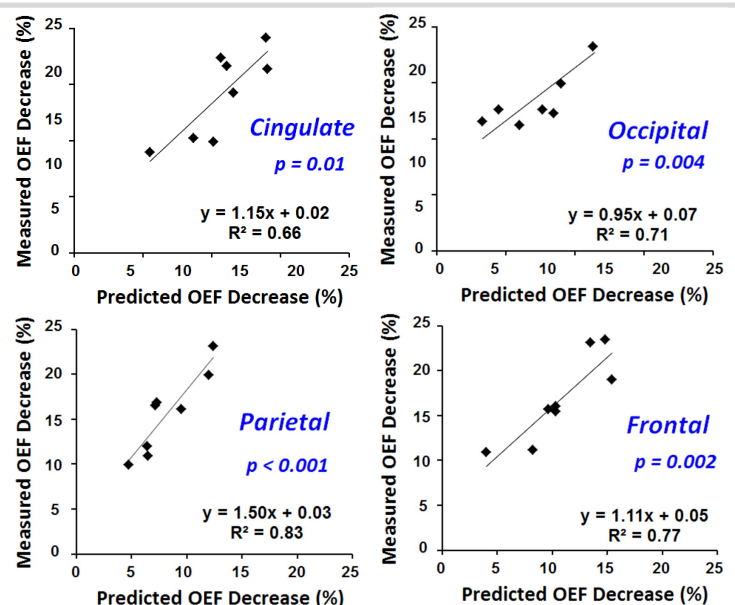 Measured OEF Decrease (%)
25
20
15
10
5
0
Cingulate
p = 0.01
y = 1.15x + 0.02
R² = 0.66
0 5 10 15 20 25
Predicted OEF Decrease (%)
Measured OEF Decrease (%)
25
20
15
10
5
0
Occipital
p = 0.004
y = 0.95x + 0.07
R² = 0.71
0 5 10 15 20 25
Predicted OEF Decrease (%)
Measured OEF Decrease (%)
25
20
15
10
5
0
Parietal
p < 0.001
y = 1.50x + 0.03
R² = 0.83
0 5 10 15 20 25
Predicted OEF Decrease (%)
Measured OEF Decrease (%)
25
20
15
10
5
0
Frontal
p = 0.002
y = 1.11x + 0.05
R² = 0.77
0 5 10 15 20 25
Predicted OEF Decrease (%)